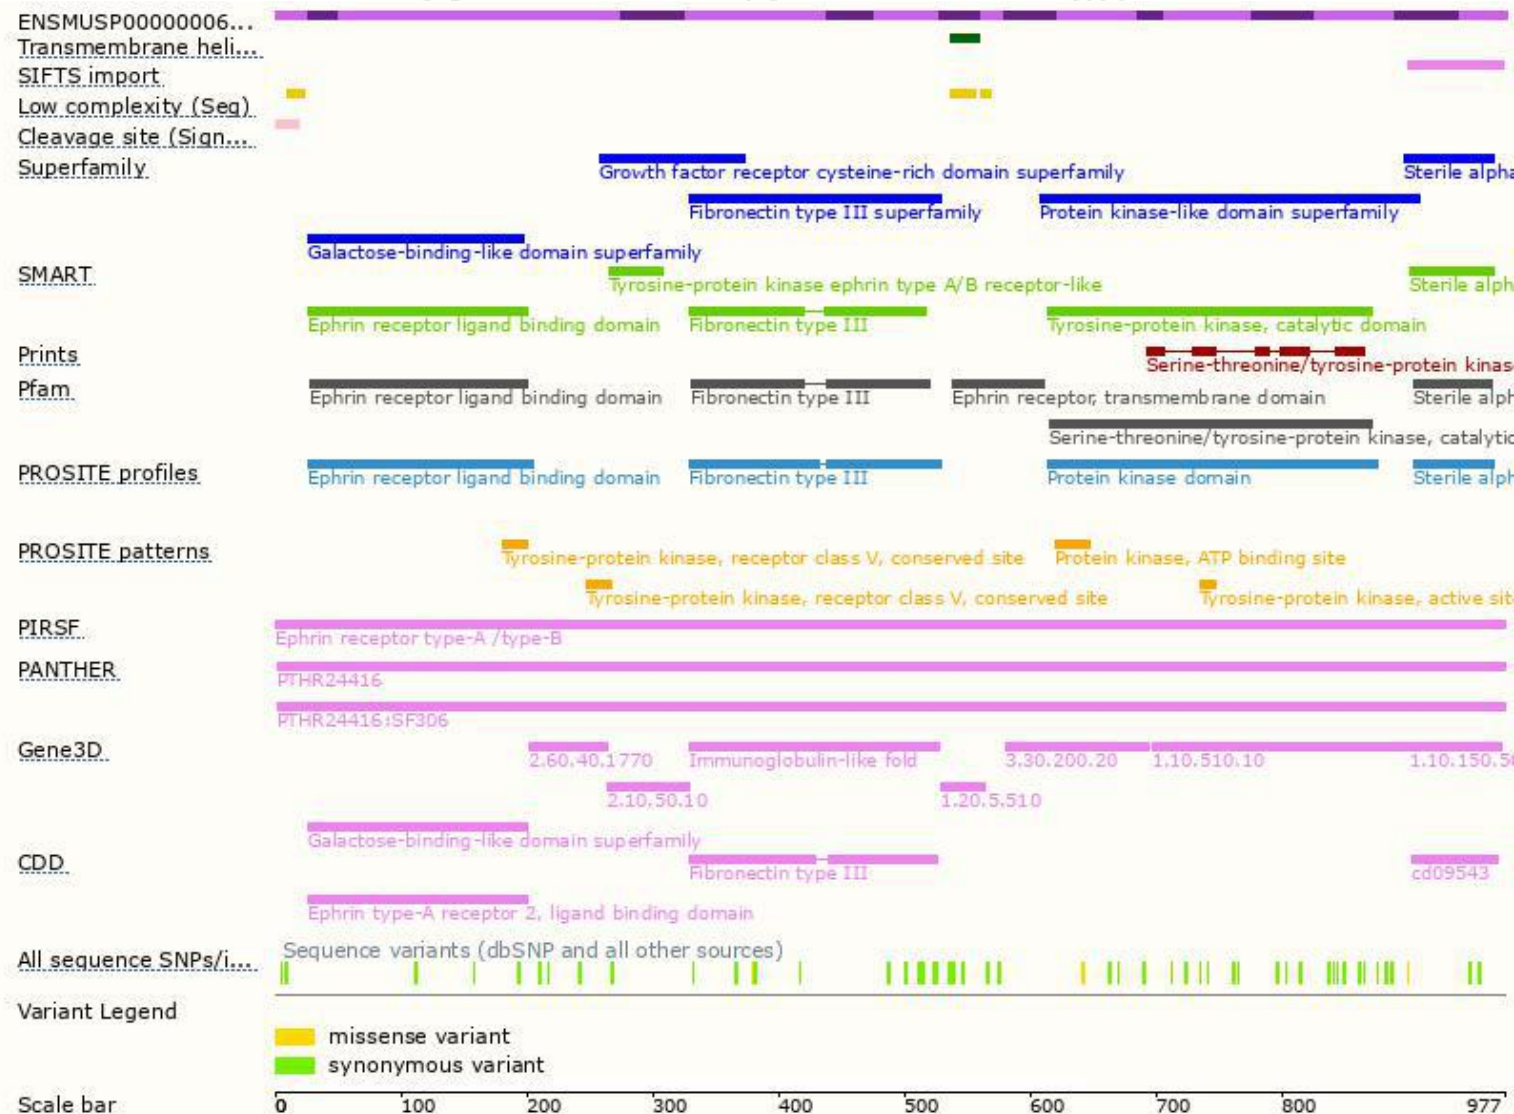 ENSMUSP00000006...
Transmembrane heli...
SIFTS import
Low complexity (Seg)
Cleavage site (Sign...
Superfamily
Growth factor receptor cysteine-rich domain superfamily
Sterile alpha
Fibronectin type III superfamily
Protein kinase-like domain superfamily
Galactose-binding-like domain superfamily
SMART
Tyrosine-protein kinase ephrin type A/B receptor-like
Sterile alph
Ephrin receptor ligand binding domain
Fibronectin type III
Tyrosine-protein kinase, catalytic domain
Prints
Serine-threonine/tyrosine-protein kinas
Pfam
Ephrin receptor ligand binding domain
Fibronectin type III
Ephrin receptor, transmembrane domain
Sterile alph
Serine-threonine/tyrosine-protein kinase, catalytic
PROSITE profiles
Ephrin receptor ligand binding domain
Fibronectin type III
Protein kinase domain
Sterile alph
PROSITE patterns
Tyrosine-protein kinase, receptor class V, conserved site
Protein kinase, ATP binding site
Tyrosine-protein kinase, receptor class V, conserved site
Tyrosine-protein kinase, active sit
PIRSF
Ephrin receptor type-A /type-B
PANTHER
PTHR24416
PTHR24416:SF306
Gene3D
2.60.40.1770
Immunoglobulin-like fold
3.30.200.20
1.10.510.10
1.10.150.50
2.10.50.10
1.20.5.510
Galactose-binding-like domain superfamily
CDD
Fibronectin type III
cd09543
Ephrin type-A receptor 2, ligand binding domain
All sequence SNPs/i...
Sequence variants (dbSNP and all other sources)
Variant Legend
missense variant
synonymous variant
Scale bar
0 100 200 300 400 500 600 700 800 977